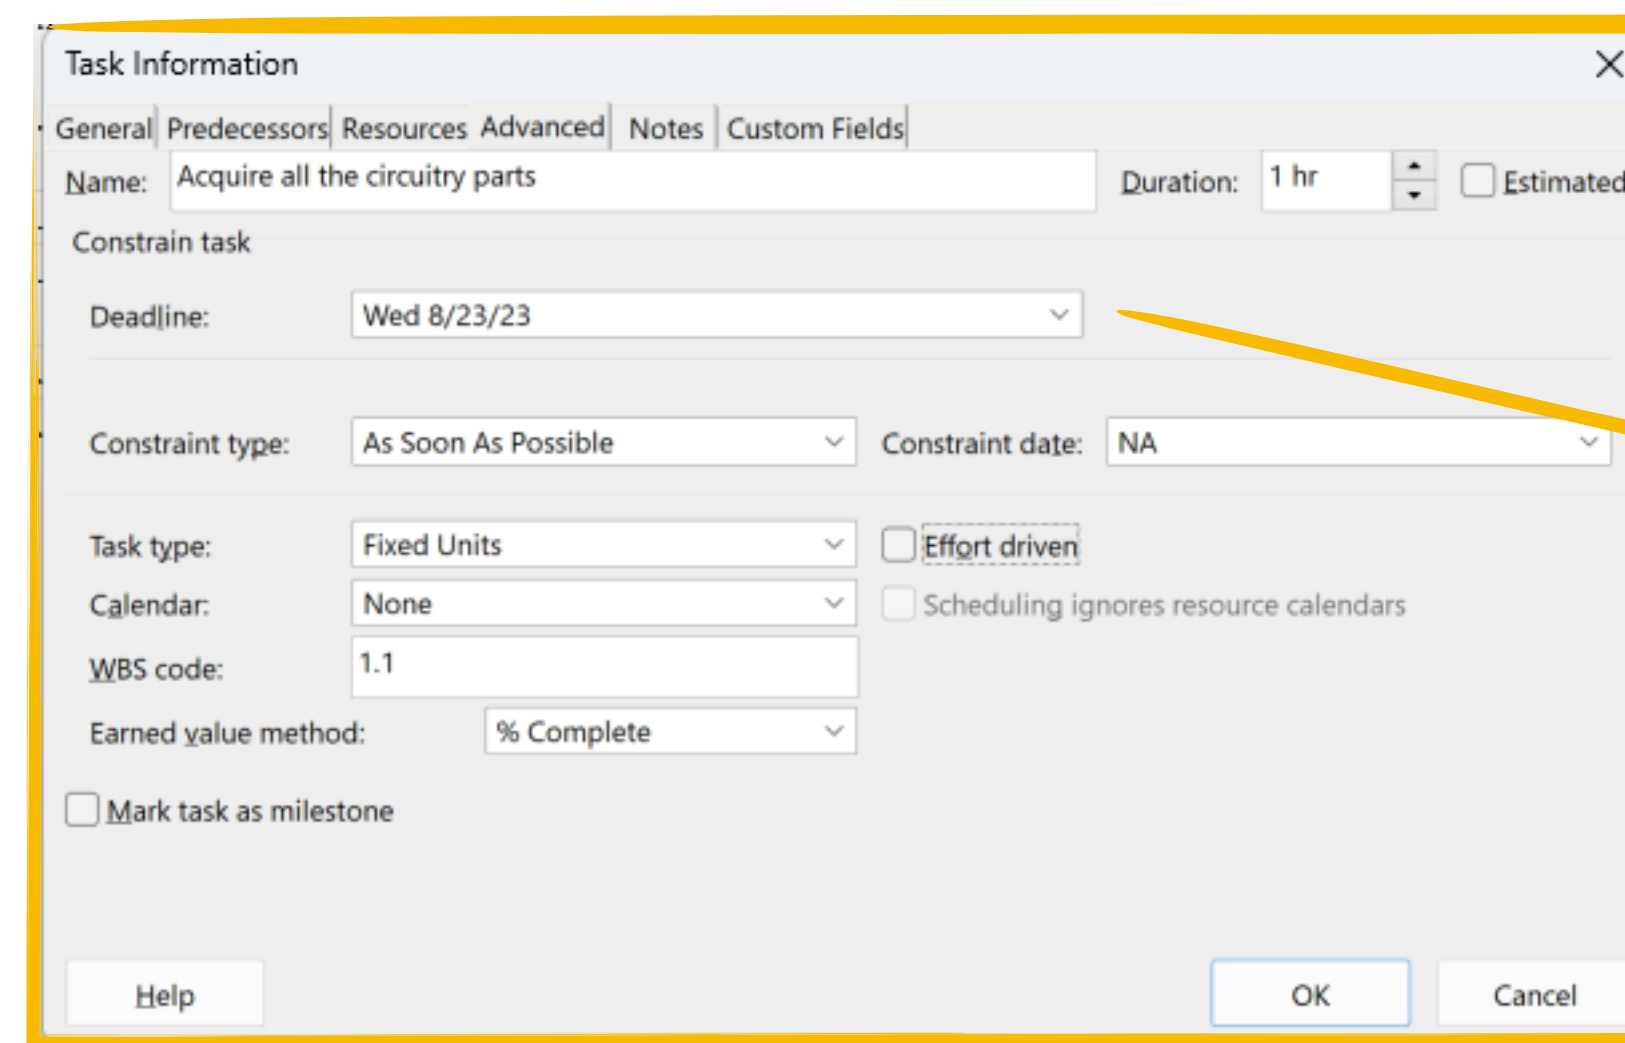 Task Information
General Predecessors Resources Advanced Notes Custom Fields
Name: Acquire all the circuitry parts Duration: 1 hr Estimated
Constrain task
Deadline: Wed 8/23/23
Constraint type: As Soon As Possible Constraint date: NA
Task type: Fixed Units Effort driven
Calendar: None Scheduling ignores resource calendars
WBS code: 1.1
Earned value method: % Complete
Mark task as milestone
Help OK Cancel